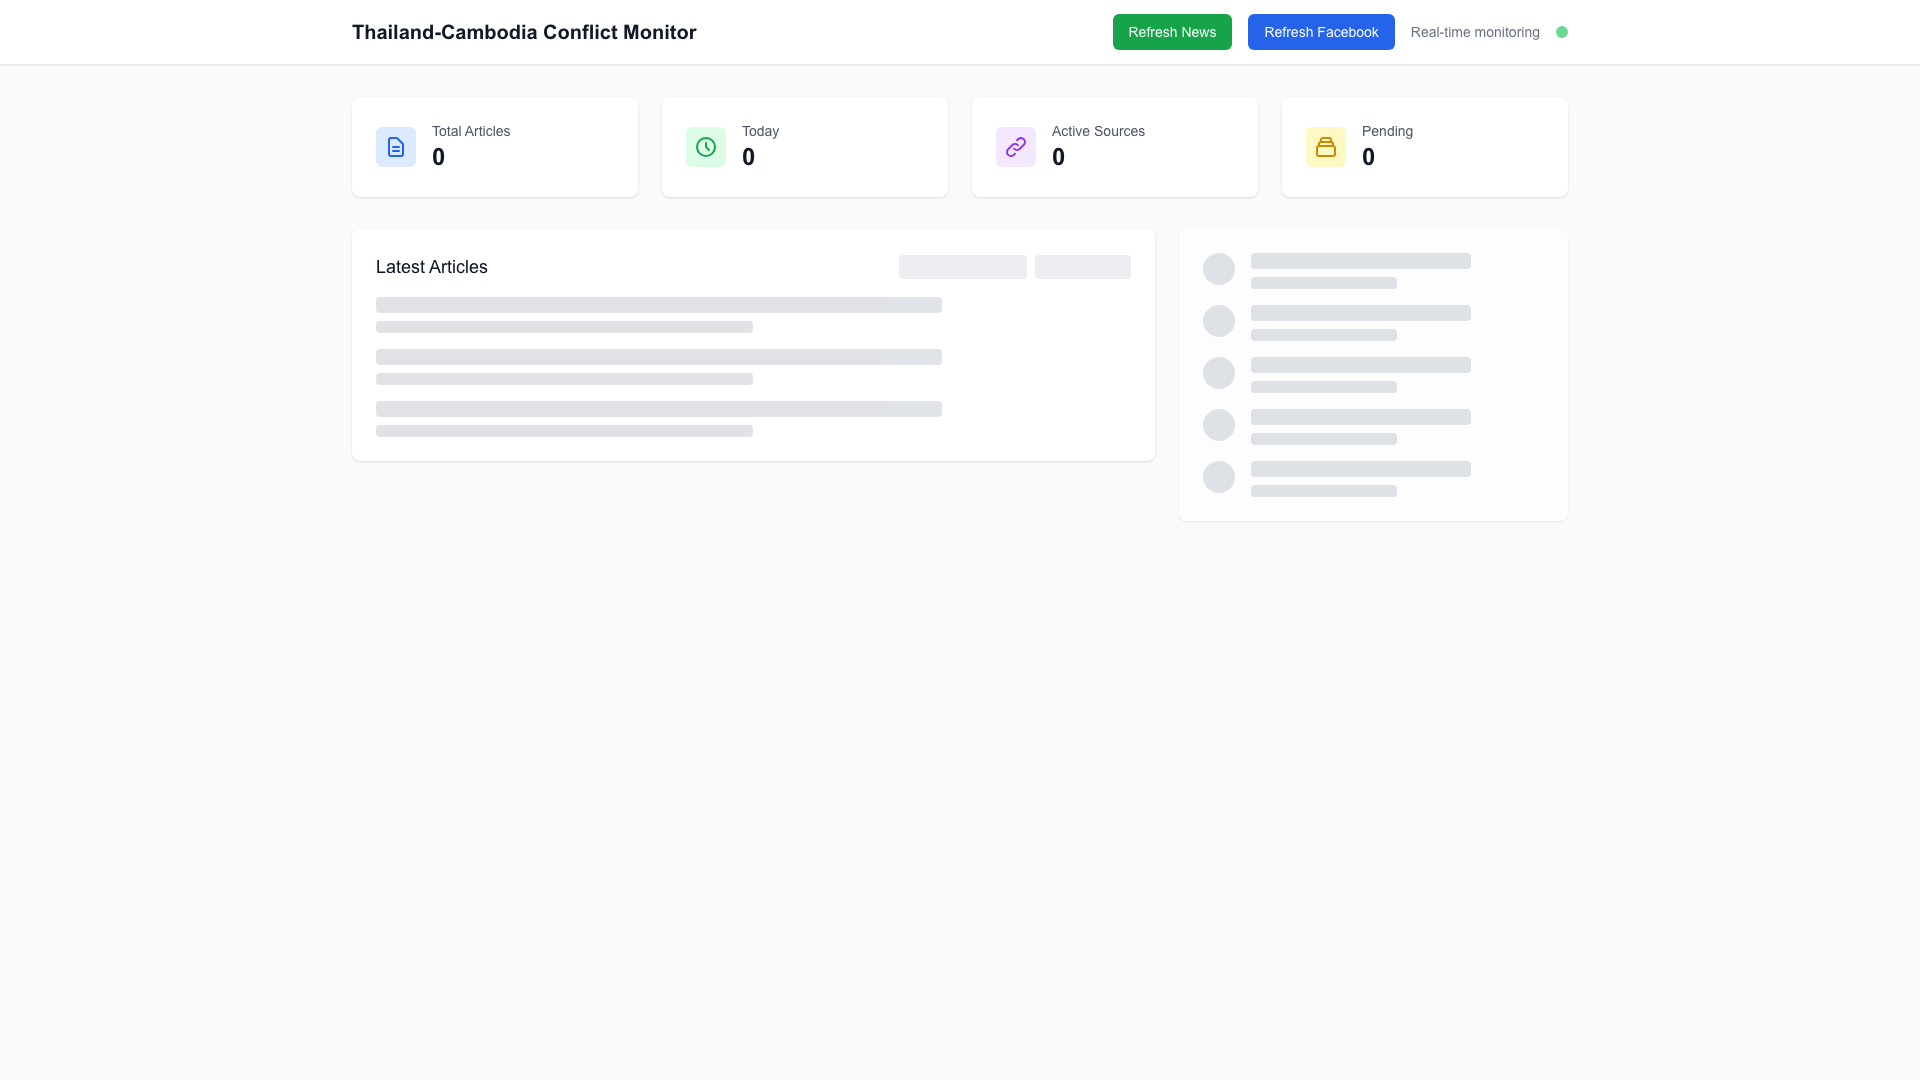 Thailand-Cambodia Conflict Monitor
Refresh News
Refresh Facebook
Real-time monitoring
Total Articles
0
Today
0
Active Sources
0
Pending
0
Latest Articles